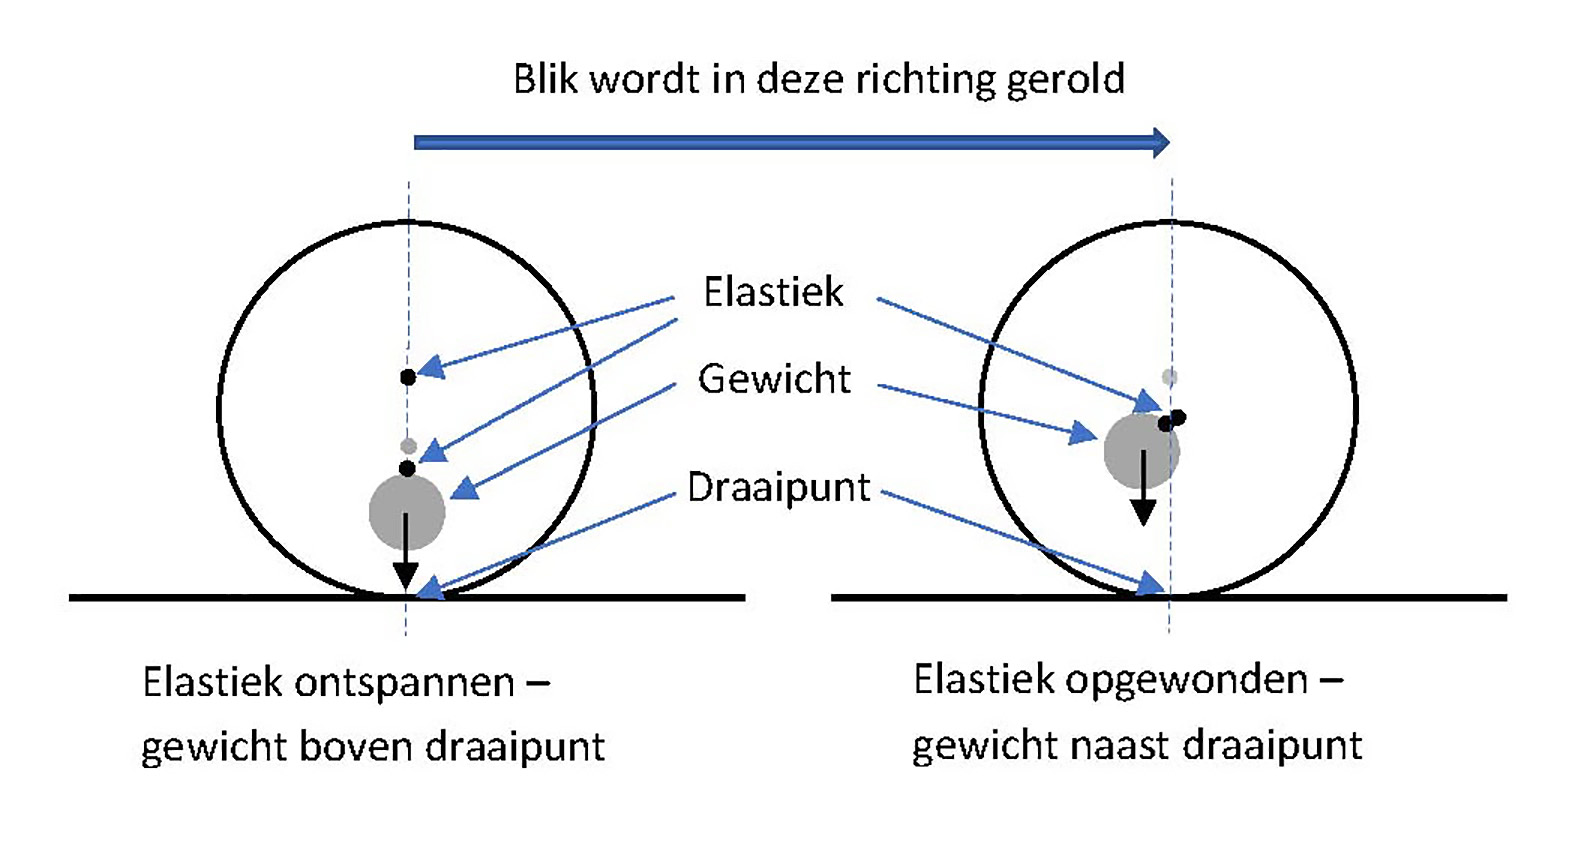 Blik wordt in deze richting gerold
Elastiek
Gewicht
Draaipunt
Elastiek ontspannen –
gewicht boven draaipunt
Elastiek opgewonden –
gewicht naast draaipunt